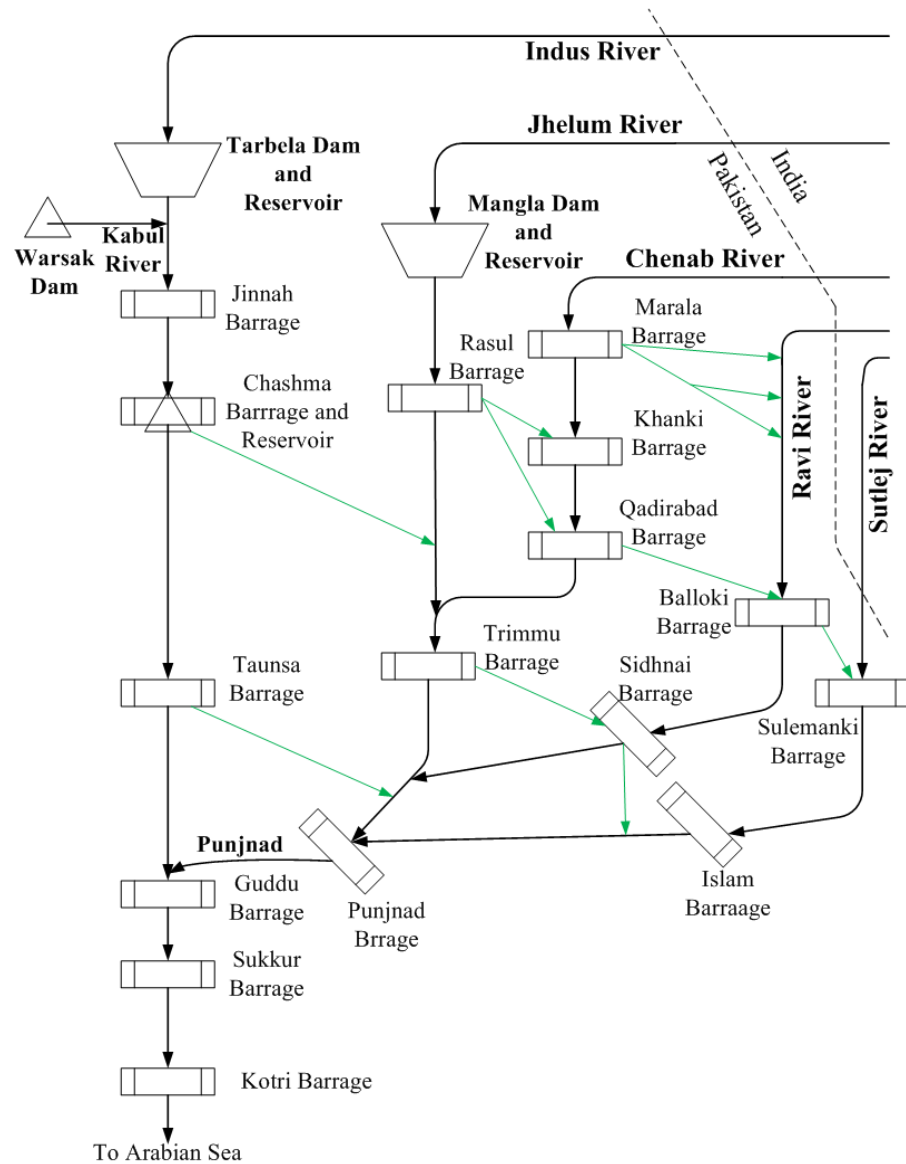 Indus River
Jhelum River
India
Pakistan
Tarbela Dam
and
Reservoir
Mangla Dam
and
Reservoir
Kabul
River
Warsak
Dam
Chenab River
Jinnah
Barrage
Marala
Barrage
Rasul
Barrage
Chashma
Barrrage and
Reservoir
Khanki
Barrage
Ravi River
Sutlej River
Qadirabad
Barrage
Balloki
Barrage
Trimmu
Barrage
Sidhnai
Barrage
Taunsa
Barrage
Sulemanki
Barrage
Punjnad
Guddu
Barrage
Punjnad
Brrage
Islam
Barraage
Sukkur
Barrage
Kotri Barrage
To Arabian Sea